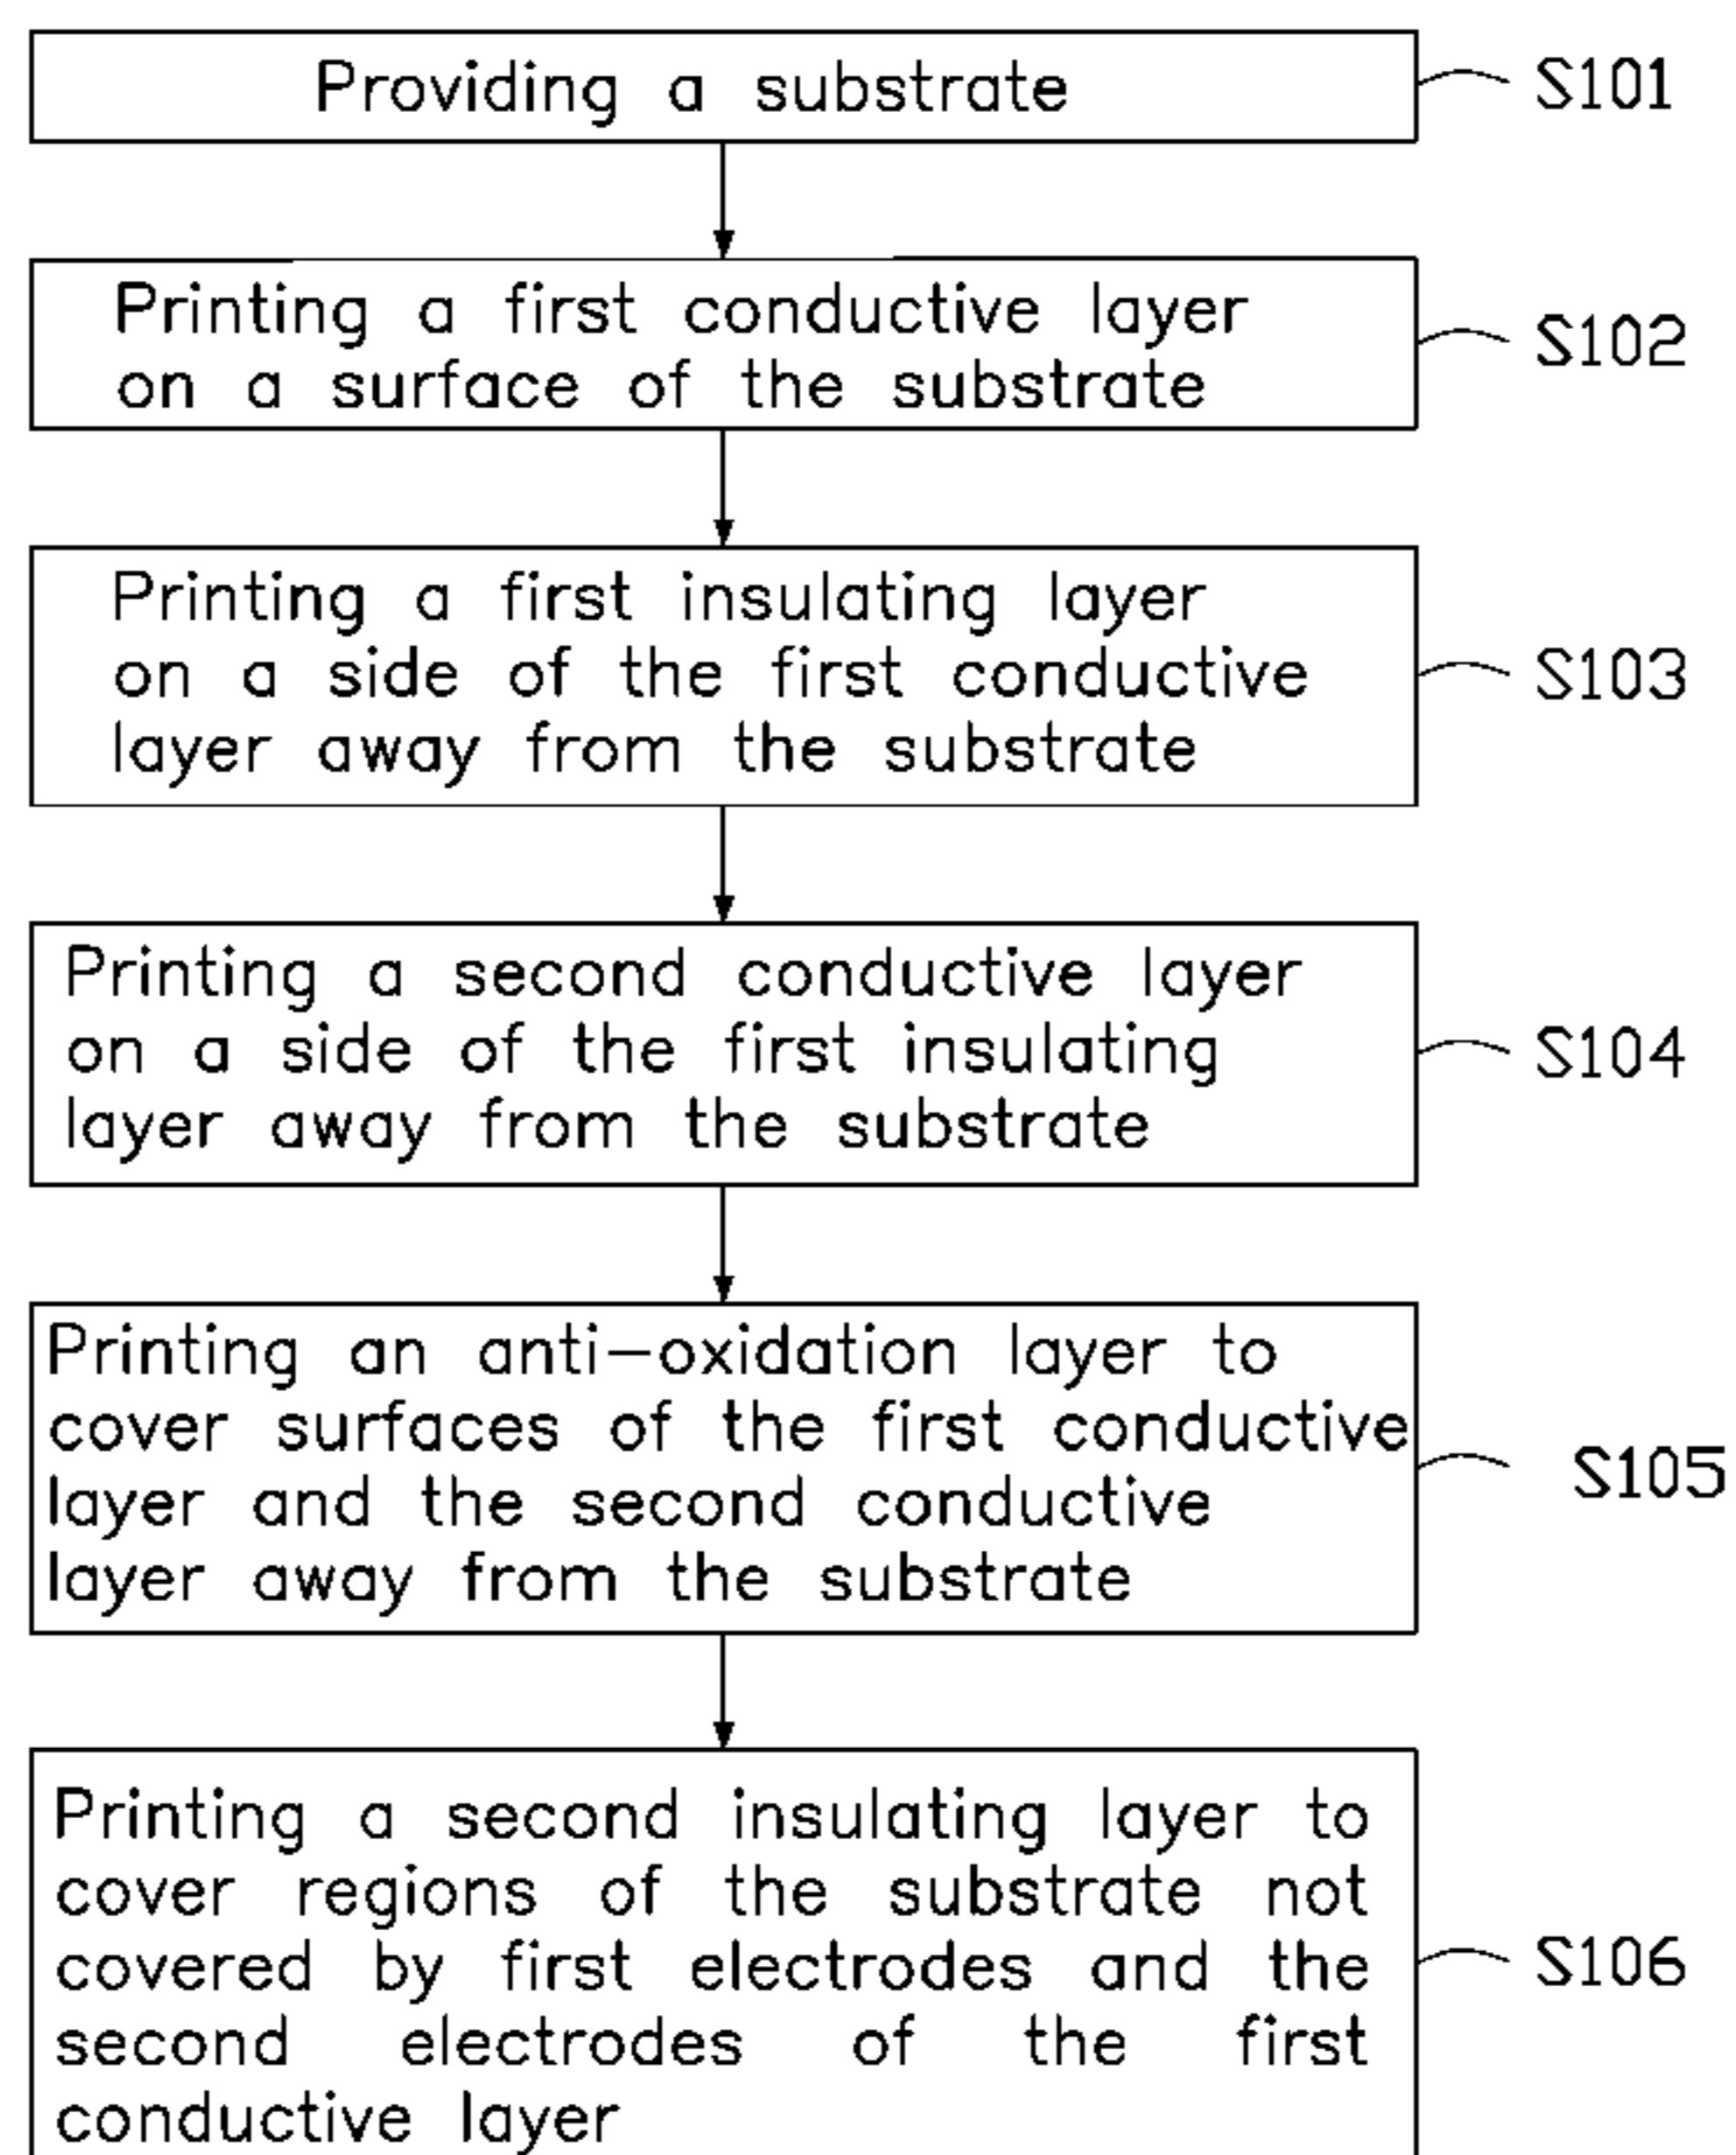 Providing a substrate
S101
Printing a first conductive layer
on a surface of the substrate
S102
Printing a first insulating layer
on a side of the first conductive
layer away from the substrate
S103
Printing a second conductive layer
on a side of the first insulating
layer away from the substrate
S104
Printing an anti-oxidation layer to
cover surfaces of the first conductive
layer and the second conductive
layer away from the substrate
S105
Printing a second insulating layer to
cover regions of the substrate not
covered by first electrodes and the
second electrodes of the first
conductive layer
S106